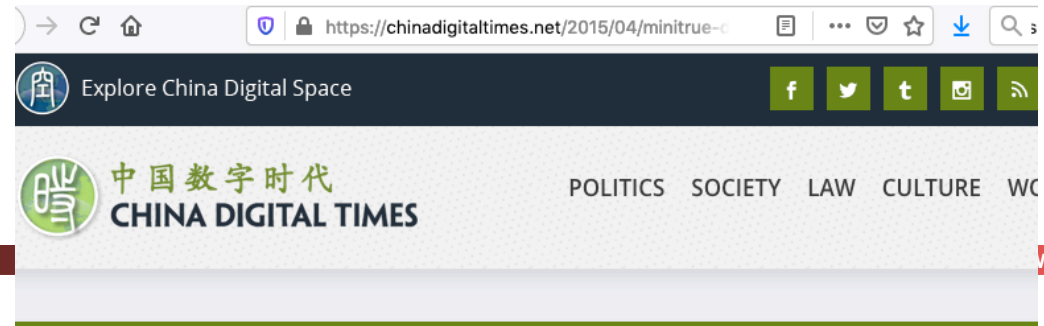 https://chinadigitaltimes.net/2015/04/minitrue-
Explore China Digital Space
中国数字时代
CHINA DIGITAL TIMES
POLITICS SOCIETY LAW CULTURE